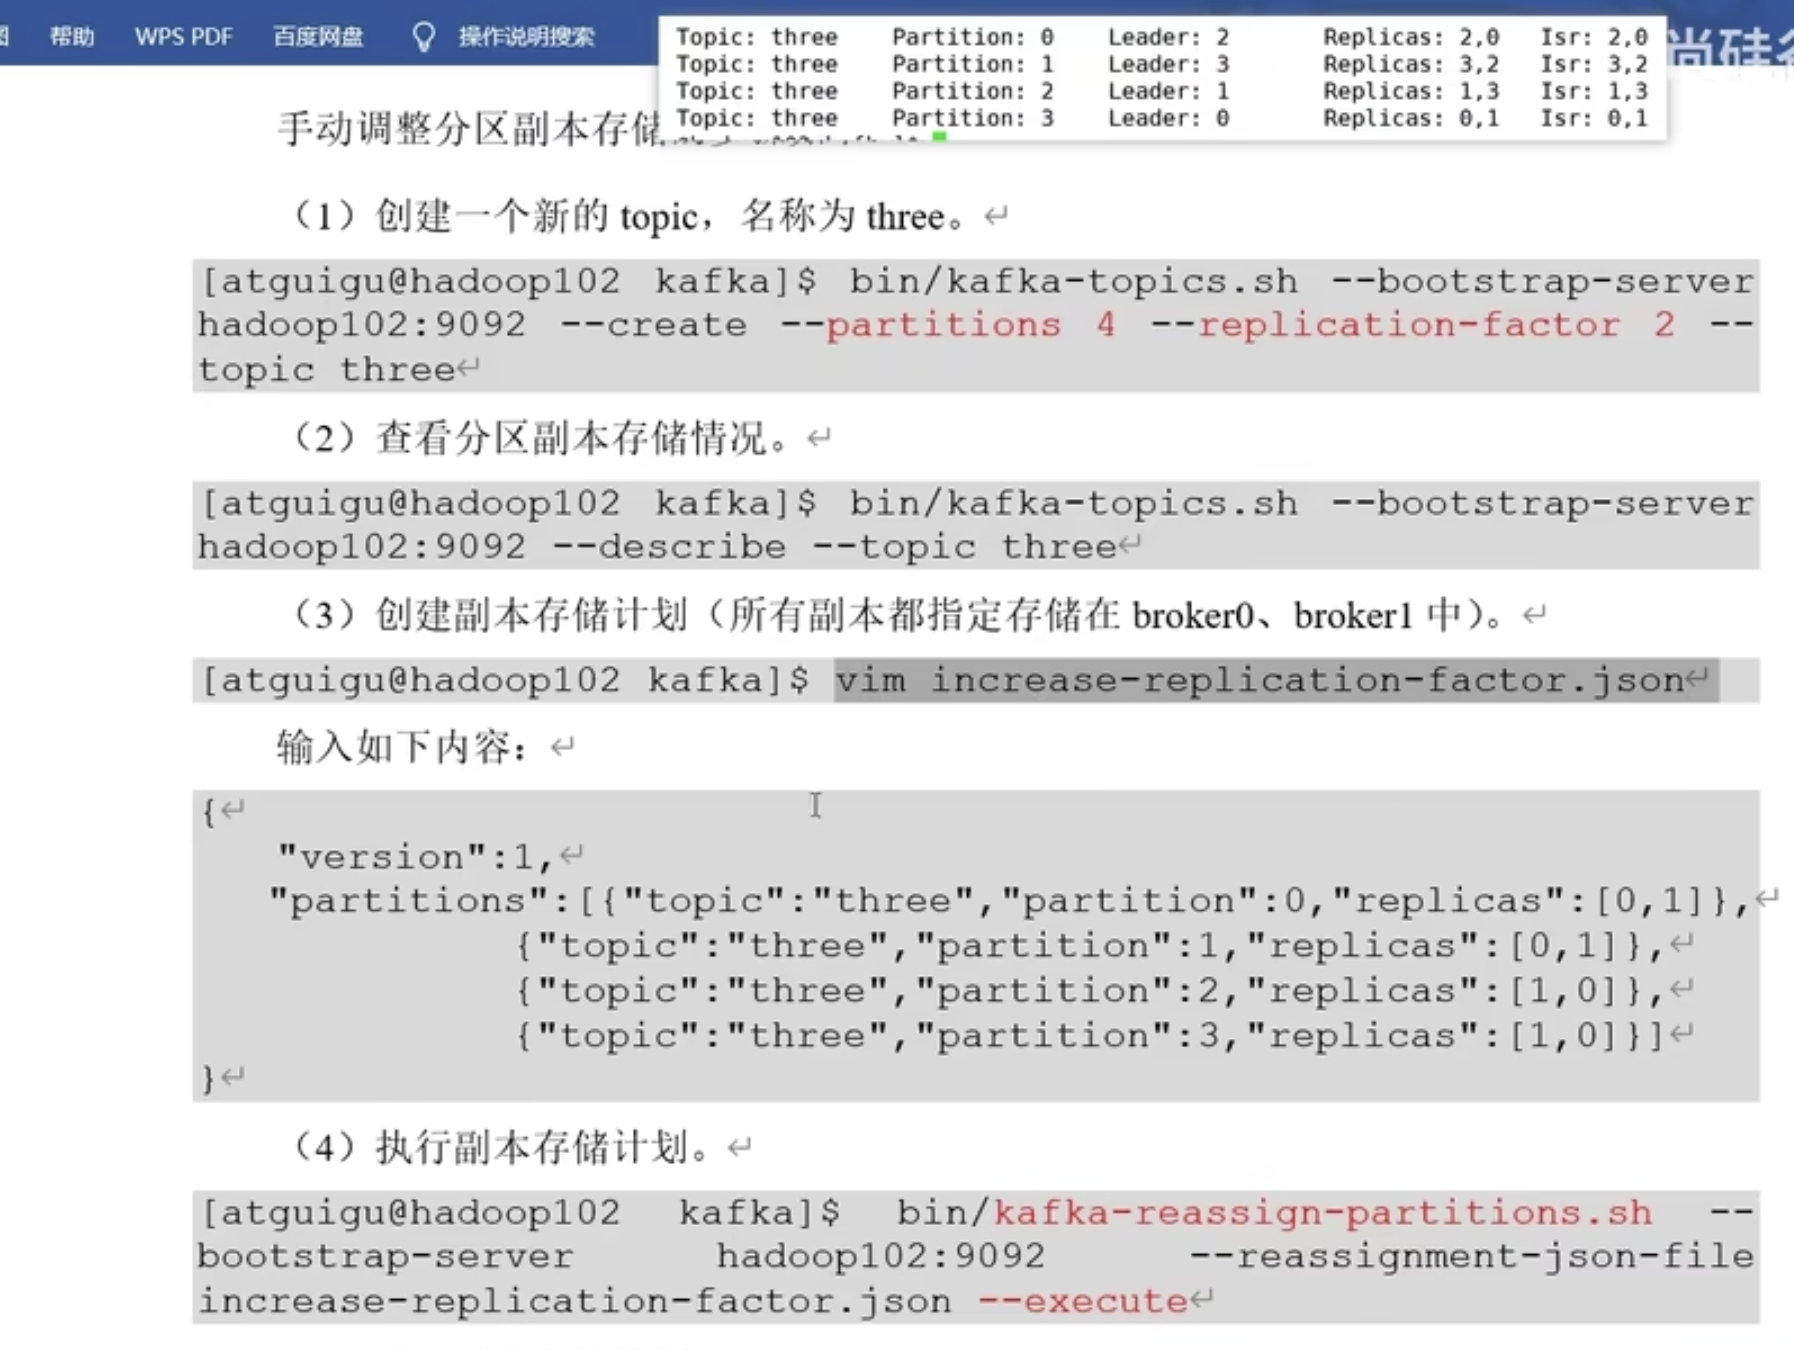 帮助 WPS PDF 百度网盘 操作说明搜索
Topic: three Partition: 0 Leader: 2 Replicas: 2,0 Isr: 2,0
Topic: three Partition: 1 Leader: 3 Replicas: 3,2 Isr: 3,2
Topic: three Partition: 2 Leader: 1 Replicas: 1,3 Isr: 1,3
Topic: three Partition: 3 Leader: 0 Replicas: 0,1 Isr: 0,1
尚硅谷
手动调整分区副本存储
（1）创建一个新的 topic，名称为 three。
[atguigu@hadoop102 kafka]$ bin/kafka-topics.sh --bootstrap-server
hadoop102:9092 --create --partitions 4 --replication-factor 2 --
topic three
（2）查看分区副本存储情况。
[atguigu@hadoop102 kafka]$ bin/kafka-topics.sh --bootstrap-server
hadoop102:9092 --describe --topic three
（3）创建副本存储计划（所有副本都指定存储在 broker0、broker1 中）。
[atguigu@hadoop102 kafka]$ vim increase-replication-factor.json
输入如下内容：
{
"version":1,
"partitions":[{"topic":"three","partition":0,"replicas":[0,1]},
{"topic":"three","partition":1,"replicas":[0,1]},
{"topic":"three","partition":2,"replicas":[1,0]},
{"topic":"three","partition":3,"replicas":[1,0]}]
}
（4）执行副本存储计划。
[atguigu@hadoop102 kafka]$ bin/kafka-reassign-partitions.sh --
bootstrap-server hadoop102:9092 --reassignment-json-file
increase-replication-factor.json --execute